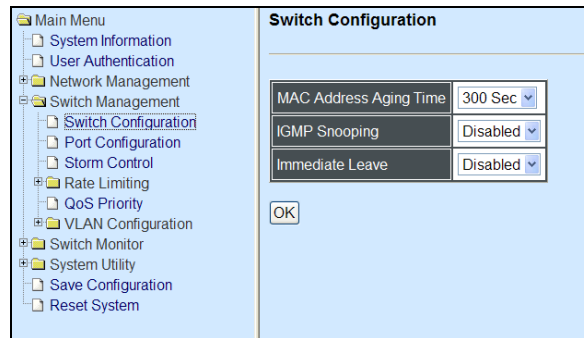 Main Menu
System Information
User Authentication
Network Management
Switch Management
Switch Configuration
Port Configuration
Storm Control
Rate Limiting
QoS Priority
VLAN Configuration
Switch Monitor
System Utility
Save Configuration
Reset System
Switch Configuration
MAC Address Aging Time 300 Sec
IGMP Snooping Disabled
Immediate Leave Disabled
OK